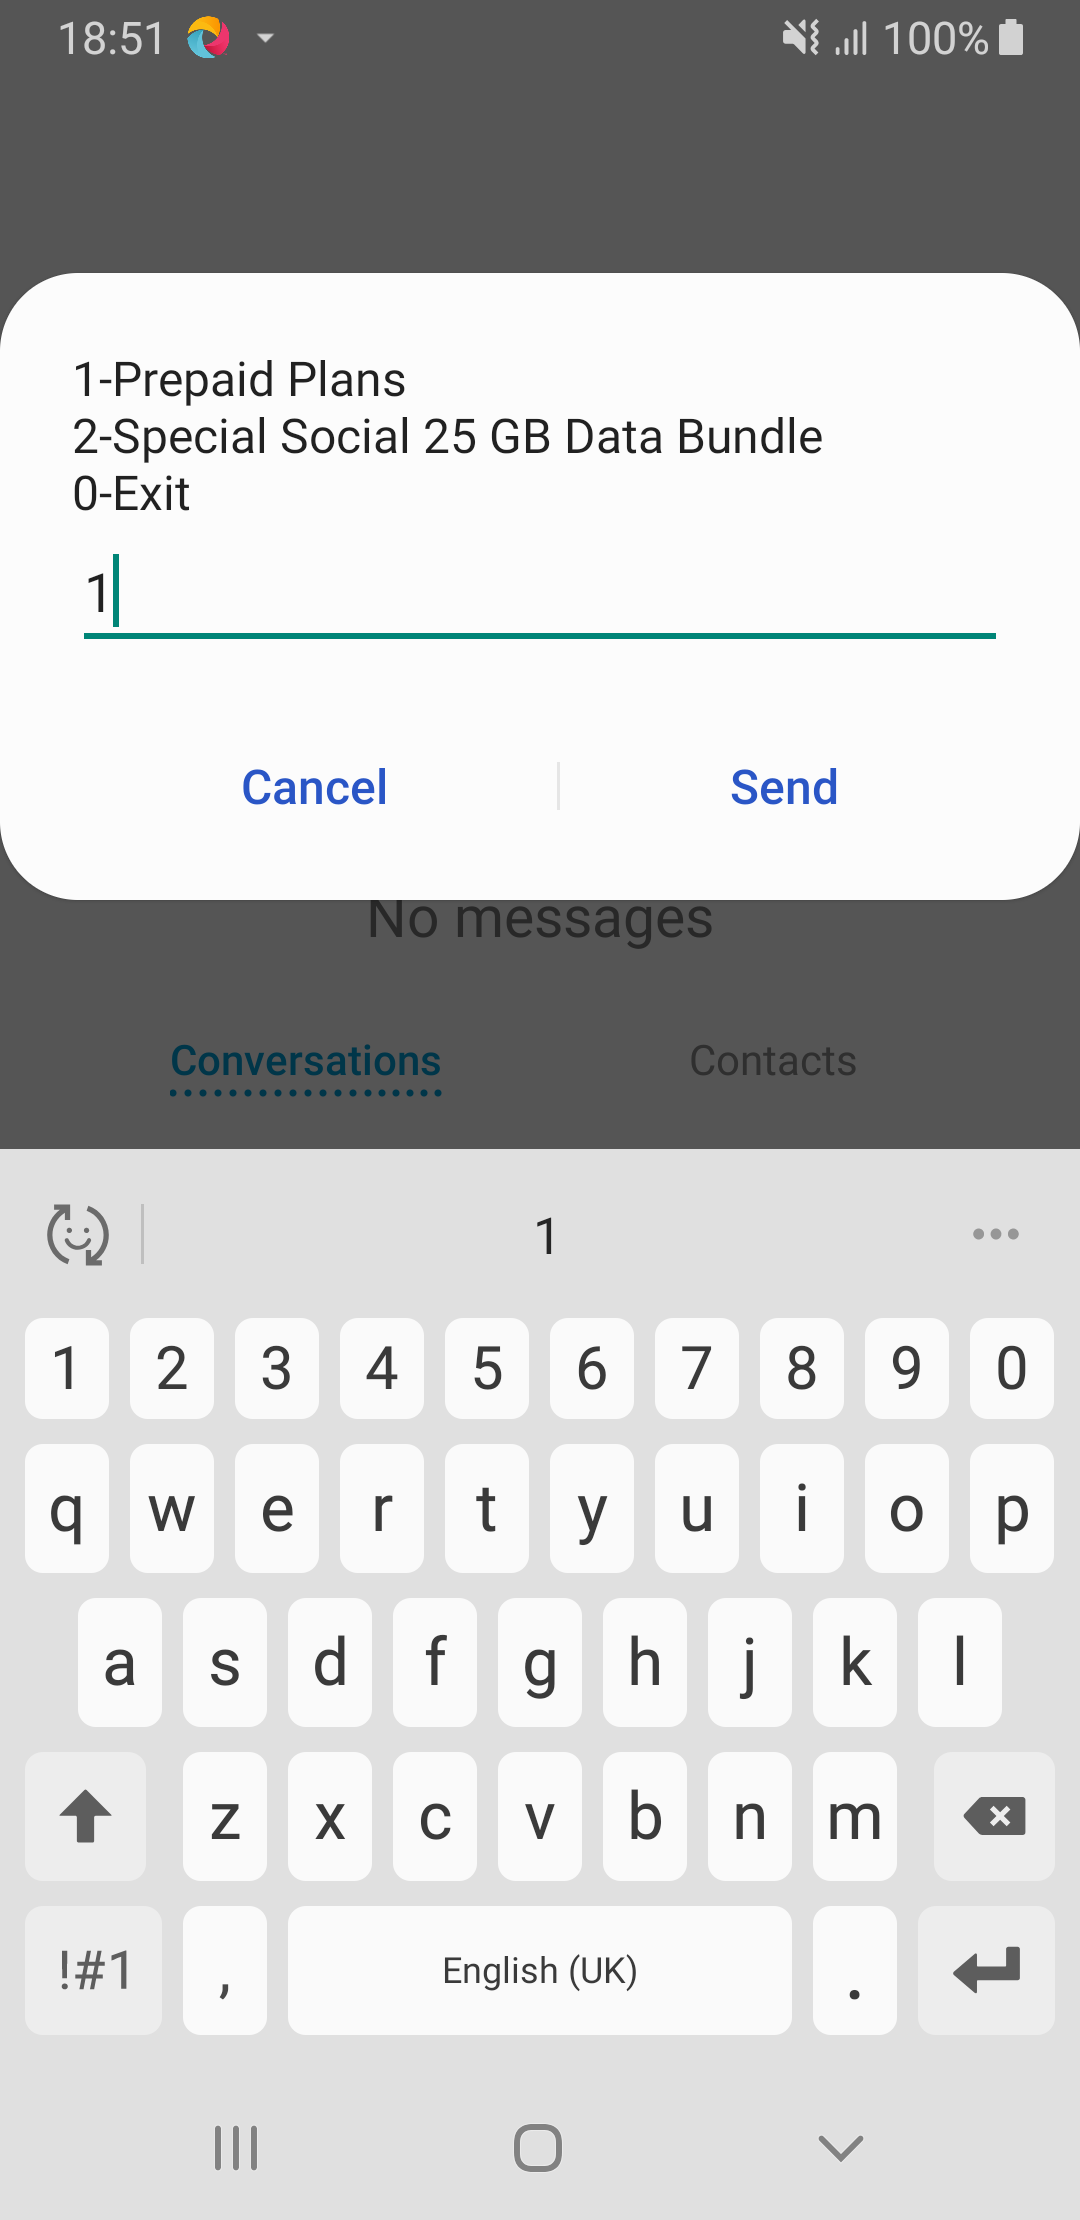 18:51 100%
1-Prepaid Plans
2-Special Social 25 GB Data Bundle
0-Exit
1
Cancel Send
No messages
Conversations Contacts
1
1 2 3 4 5 6 7 8 9 0
q w e r t y u i o p
a s d f g h j k l
z x c v b n m
!#1 , English (UK) .